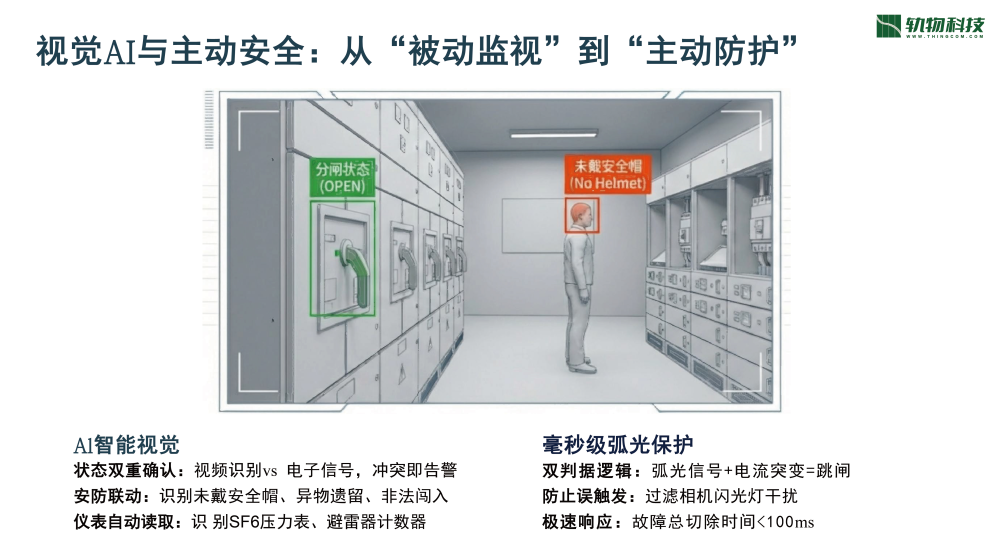 轨物科技
WWW.THINGCOM.COM
视觉AI与主动安全：从“被动监视”到“主动防护”
分闸状态
(OPEN)
未戴安全帽
(No Helmet)
AI智能视觉
状态双重确认：视频识别vs 电子信号，冲突即告警
安防联动：识别未戴安全帽、异物遗留、非法闯入
仪表自动读取：识 别SF6压力表、避雷器计数器
毫秒级弧光保护
双判据逻辑：弧光信号+电流突变=跳闸
防止误触发：过滤相机闪光灯干扰
极速响应：故障总切除时间<100ms